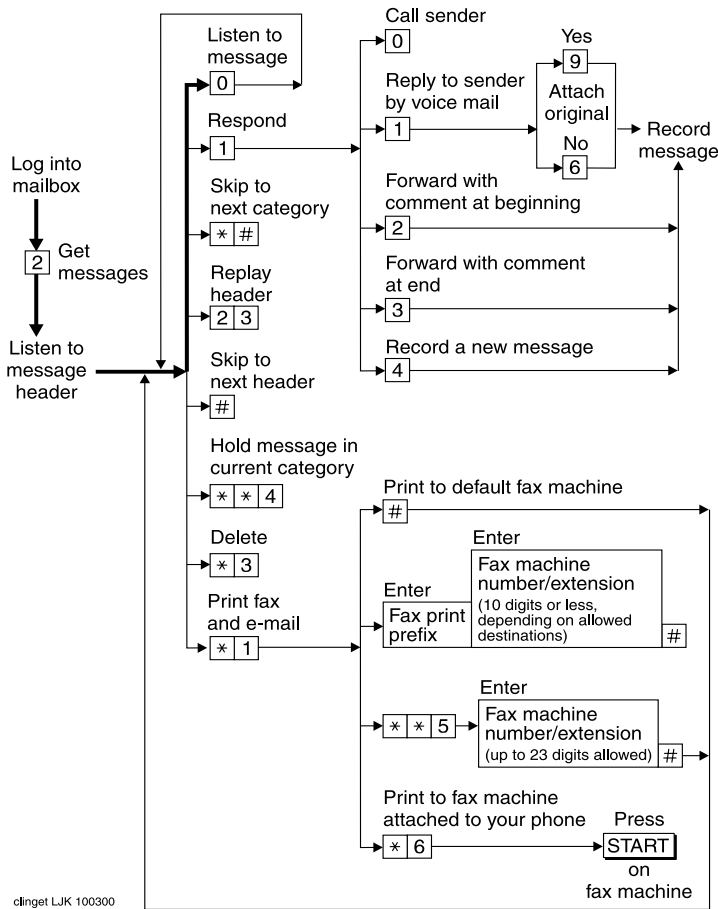 Log into
mailbox
2
Get
messages
Listen to
message
header
Listen to
message
0
Respond
1
Skip to
next category
* #
Replay
header
2 3
Skip to
next header
#
Hold message in
current category
* * 4
Delete
* 3
Print fax
and e-mail
* 1
Call sender
0
Reply to sender
by voice mail
1
Yes
9
Attach
original
No
6
Record
message
Forward with
comment at beginning
2
Forward with comment
at end
3
Record a new message
4
Print to default fax machine
#
Enter
Fax print
prefix
Enter
Fax machine
number/extension
(10 digits or less,
depending on allowed
destinations)
#
* * 5
Enter
Fax machine
number/extension
(up to 23 digits allowed)
#
Print to fax machine
attached to your phone
* 6
Press
START
on
fax machine
clinget LJK 100300